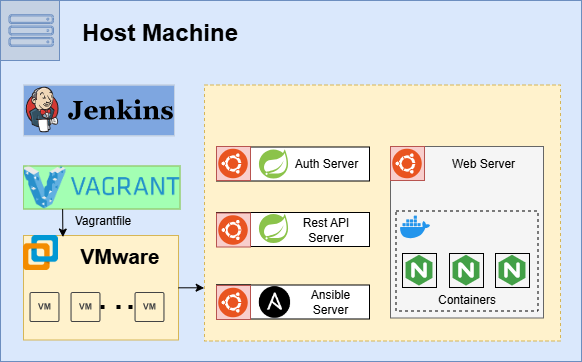 Host Machine
Jenkins
VAGRANT
Vagrantfile
VMware
VM
VM
VM
Auth Server
Rest API
Server
Ansible
Server
Web Server
Containers